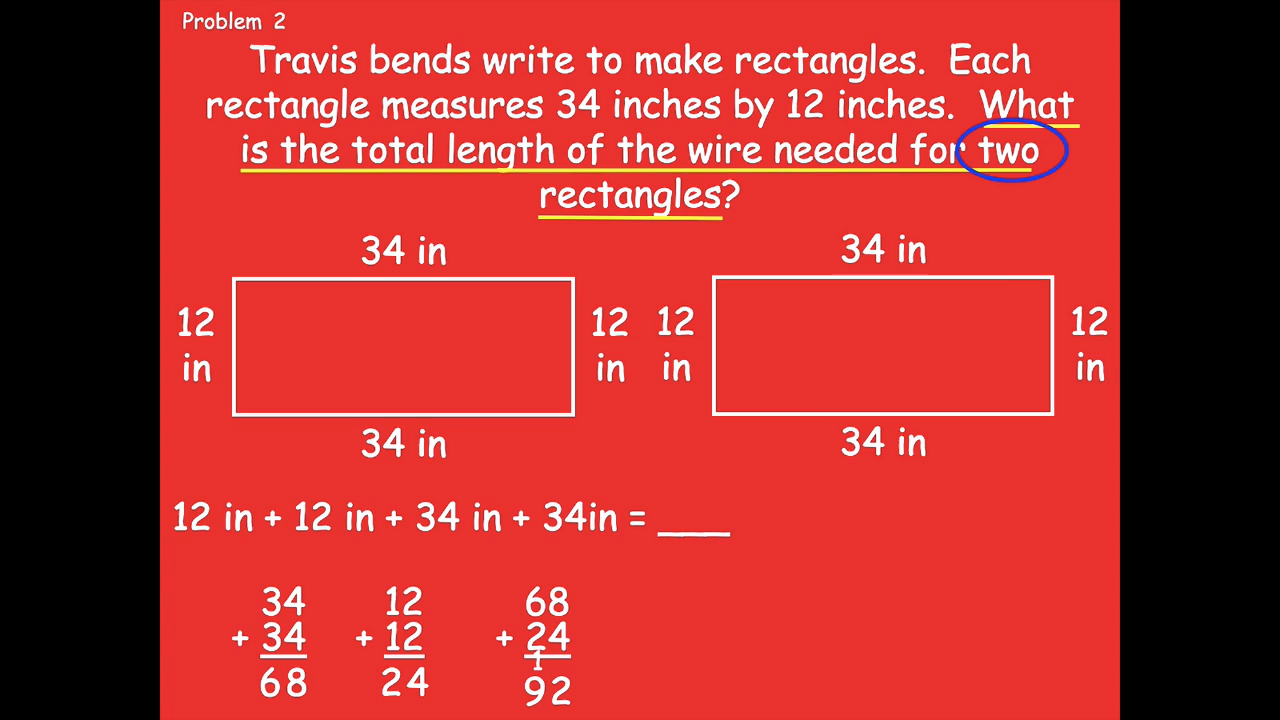 Problem 2
Travis bends write to make rectangles. Each
rectangle measures 34 inches by 12 inches. What
is the total length of the wire needed for two
rectangles?
34 in
34 in
12 in
12 in
12 in
12 in
34 in
34 in
12 in + 12 in + 34 in + 34in = ___
34
+ 34
68
12
+ 12
24
68
+ 24
1
92